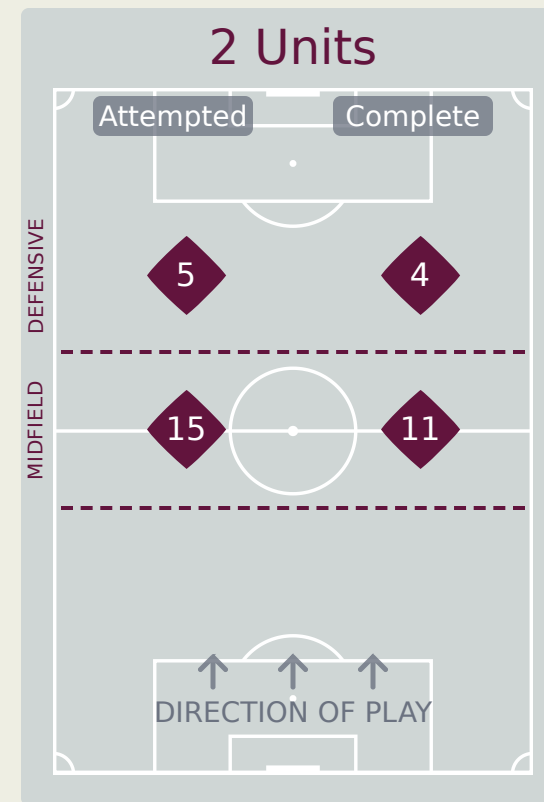 2 Units
Attempted Complete
DEFENSIVE
5 4
MIDFIELD
15 11
DIRECTION OF PLAY